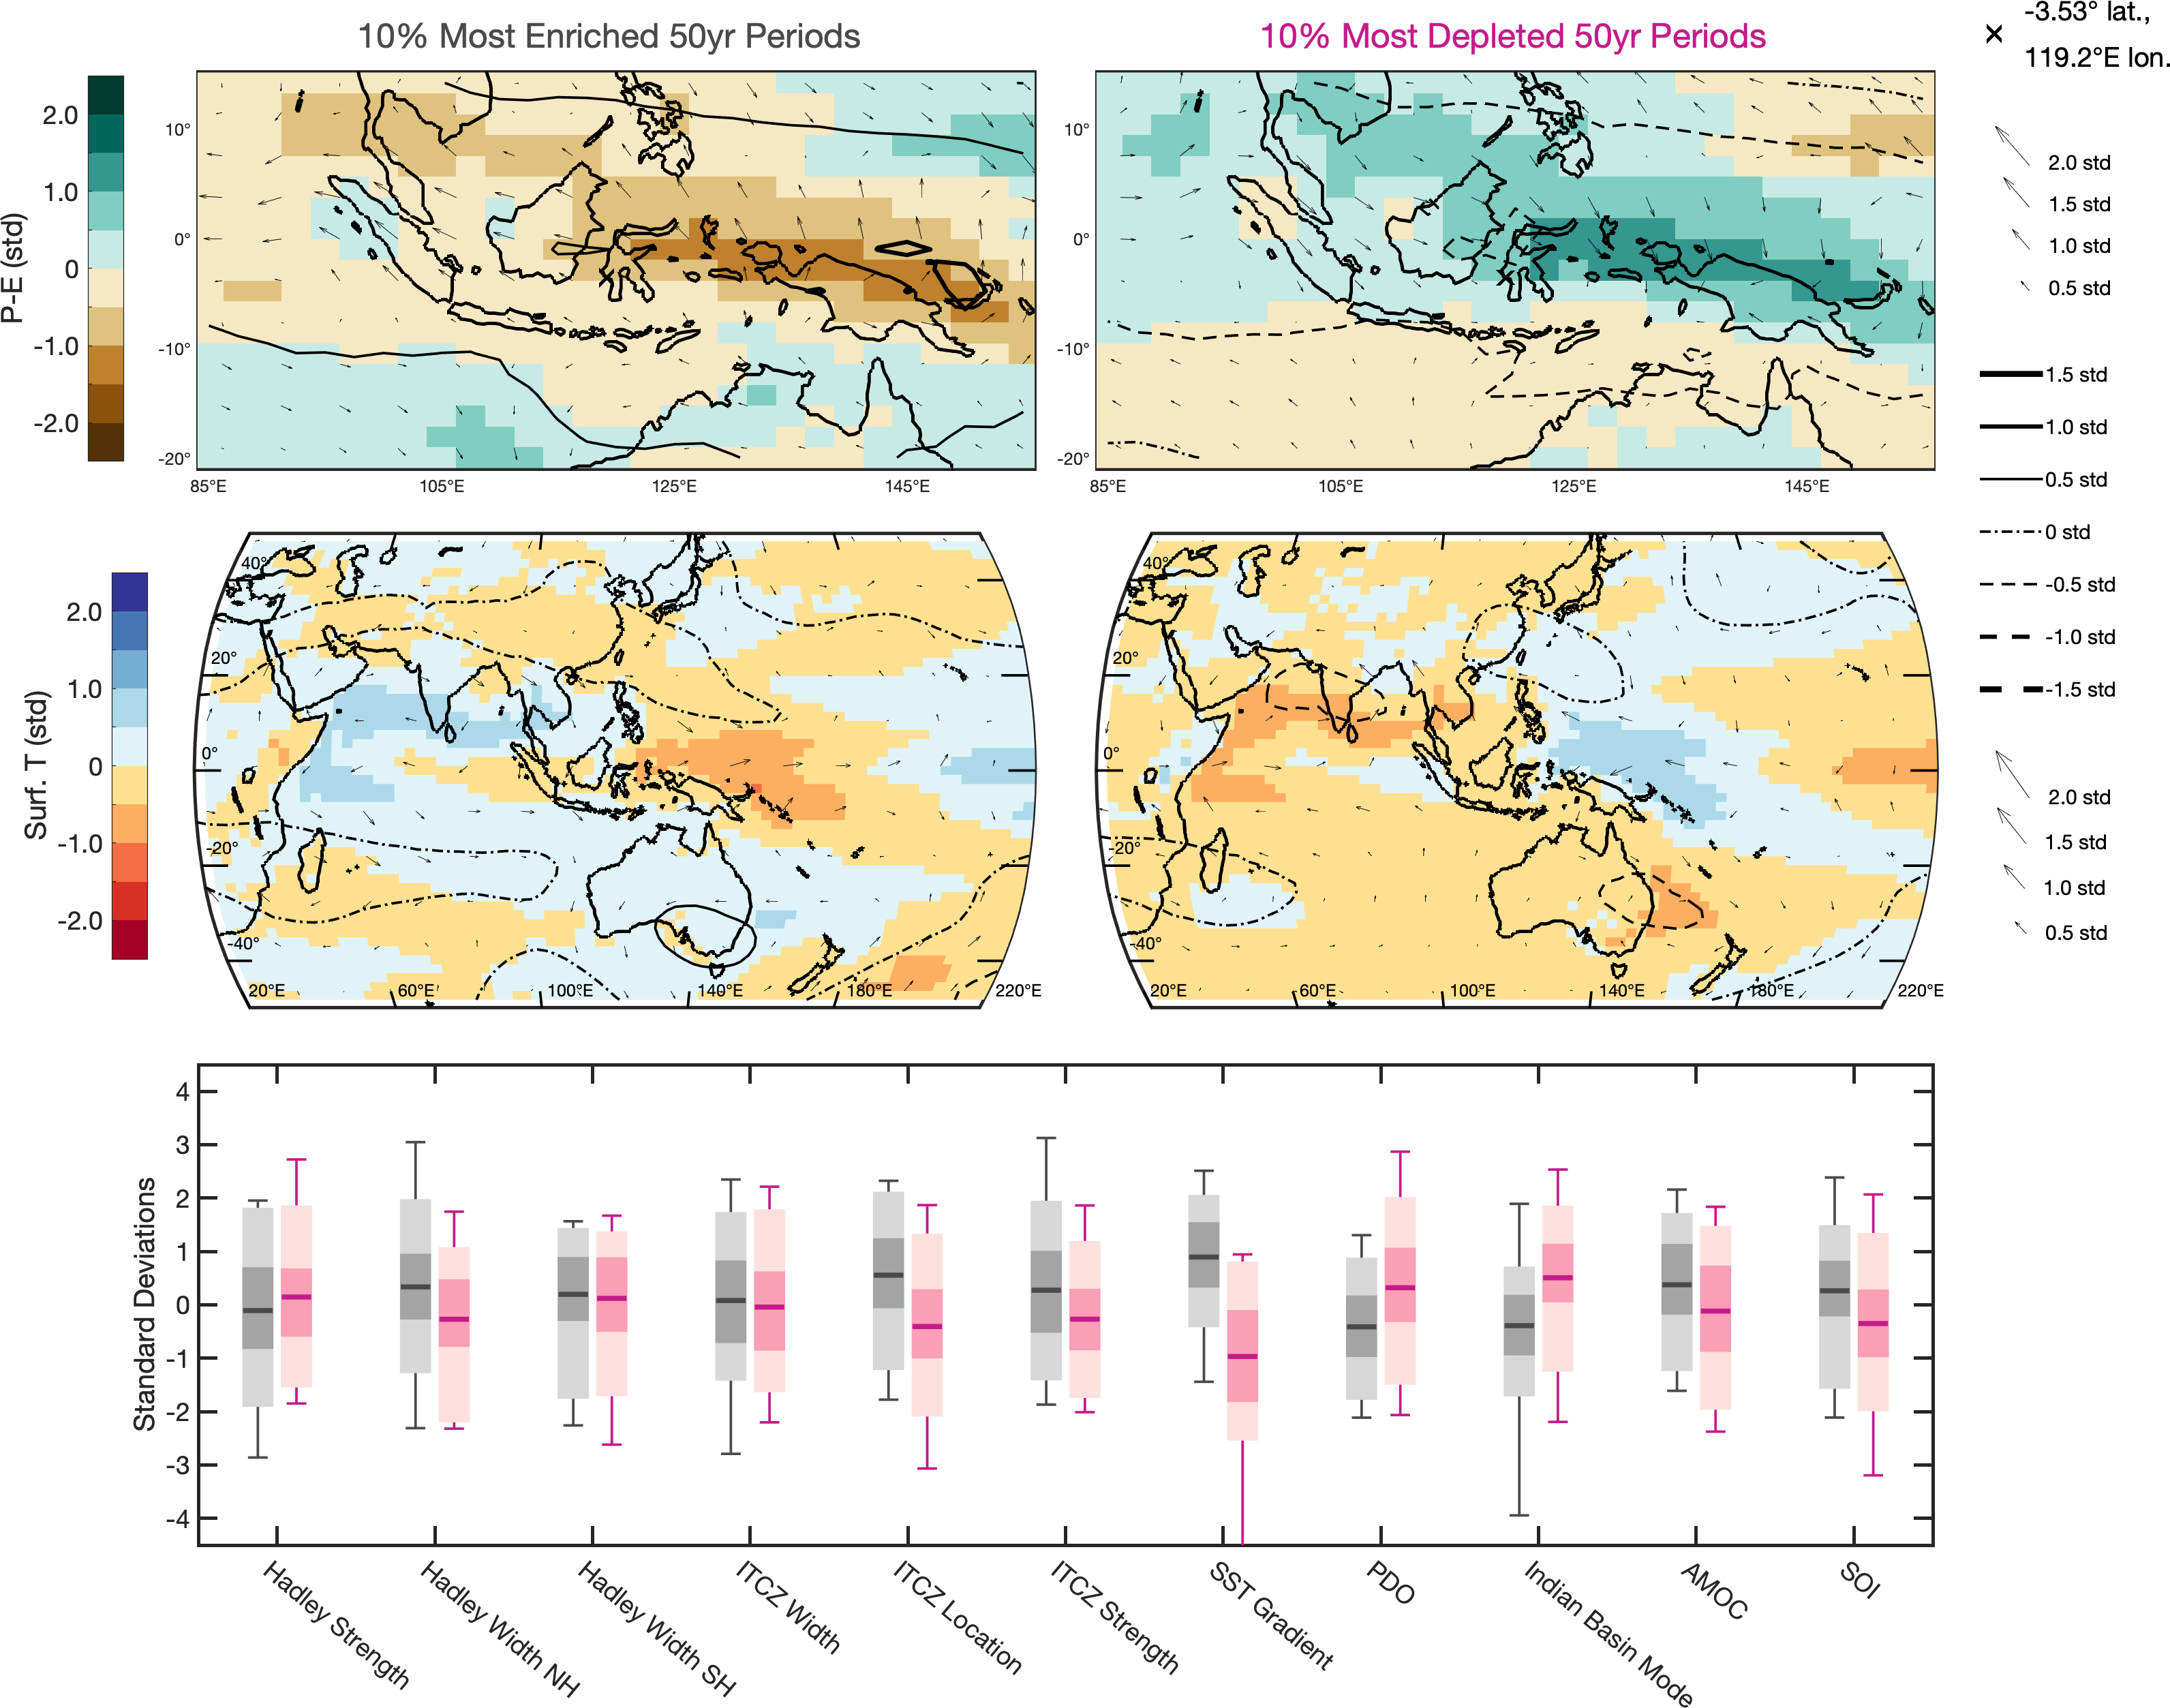 10% Most Enriched 50yr Periods
10% Most Depleted 50yr Periods
-3.53° lat.,
119.2°E lon.
P-E (std)
2.0
1.0
0
-1.0
-2.0
10°
0°
-10°
-20°
85°E
105°E
125°E
145°E
10°
0°
-10°
-20°
85°E
105°E
125°E
145°E
2.0 std
1.5 std
1.0 std
0.5 std
1.5 std
1.0 std
0.5 std
0 std
-0.5 std
-1.0 std
-1.5 std
Surf. T (std)
2.0
1.0
0
-1.0
-2.0
40°
20°
0°
-20°
-40°
20°E
60°E
100°E
140°E
180°E
220°E
40°
20°
0°
-20°
-40°
20°E
60°E
100°E
140°E
180°E
220°E
2.0 std
1.5 std
1.0 std
0.5 std
Standard Deviations
4
3
2
1
0
-1
-2
-3
-4
Hadley Strength
Hadley Width NH
Hadley Width SH
ITCZ Width
ITCZ Location
ITCZ Strength
SST Gradient
PDO
Indian Basin Mode
AMOC
SOI